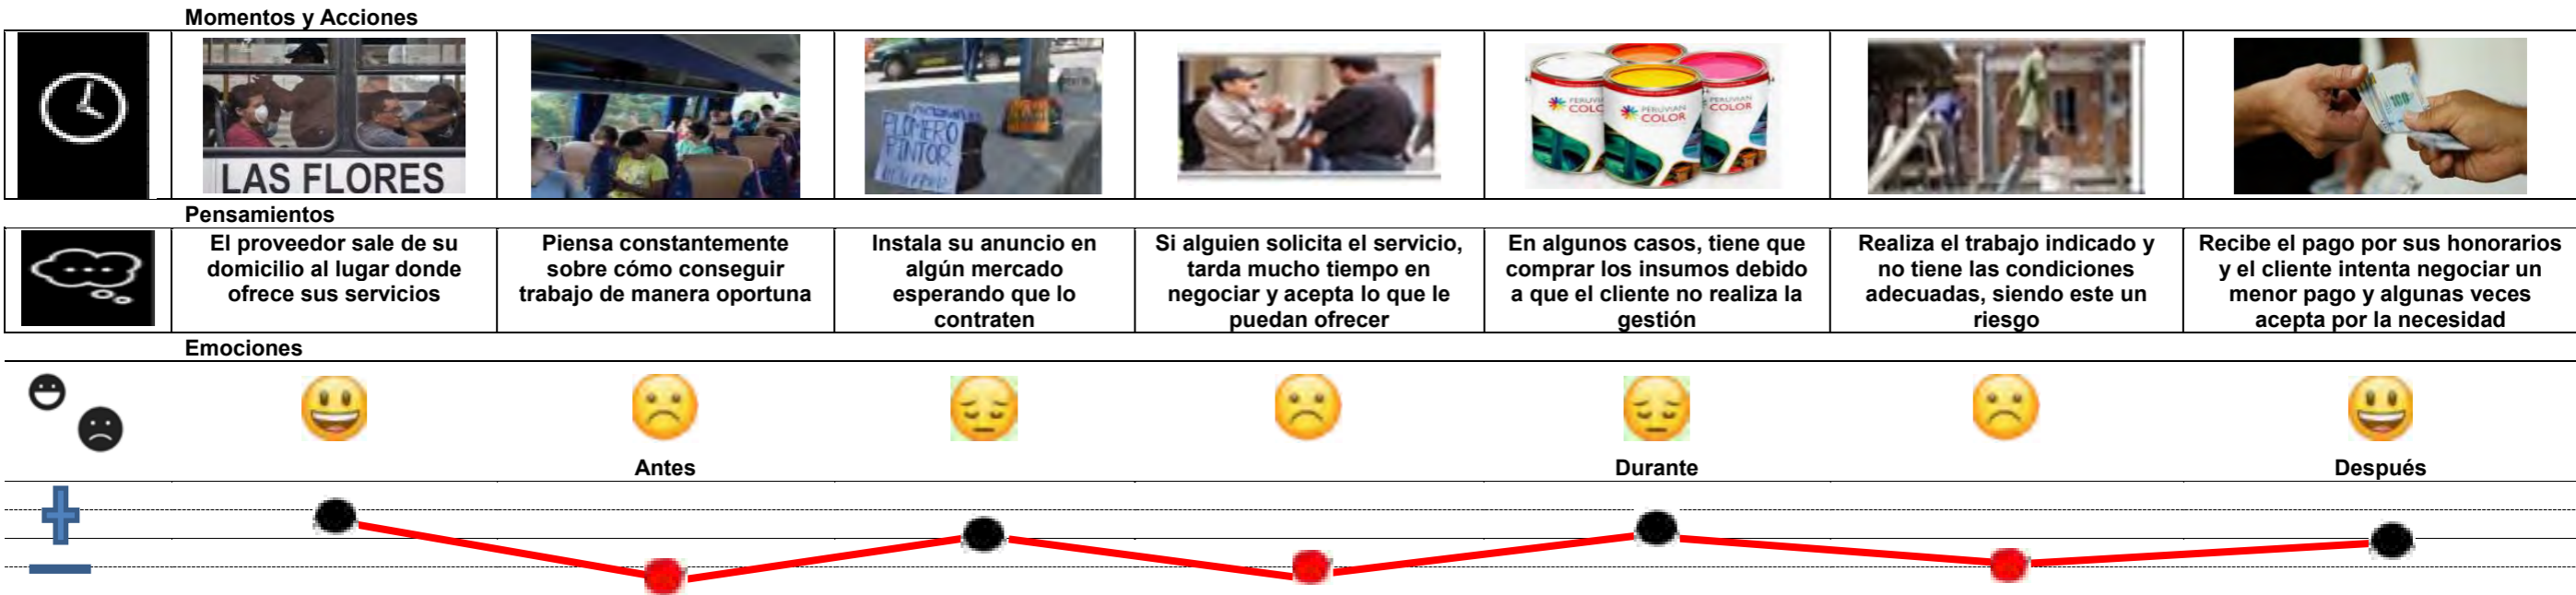 Momentos y Acciones
LAS FLORES
PLOMERO
PINTOR
PERUVIAN
COLOR
PERUVIAN
COLOR
Pensamientos
El proveedor sale de su
domicilio al lugar donde
ofrece sus servicios
Piensa constantemente
sobre cómo conseguir
trabajo de manera oportuna
Instala su anuncio en
algún mercado
esperando que lo
contraten
Si alguien solicita el servicio,
tarda mucho tiempo en
negociar y acepta lo que le
puedan ofrecer
En algunos casos, tiene que
comprar los insumos debido
a que el cliente no realiza la
gestión
Realiza el trabajo indicado y
no tiene las condiciones
adecuadas, siendo este un
riesgo
Recibe el pago por sus honorarios
y el cliente intenta negociar un
menor pago y algunas veces
acepta por la necesidad
Emociones
Antes
Durante
Después